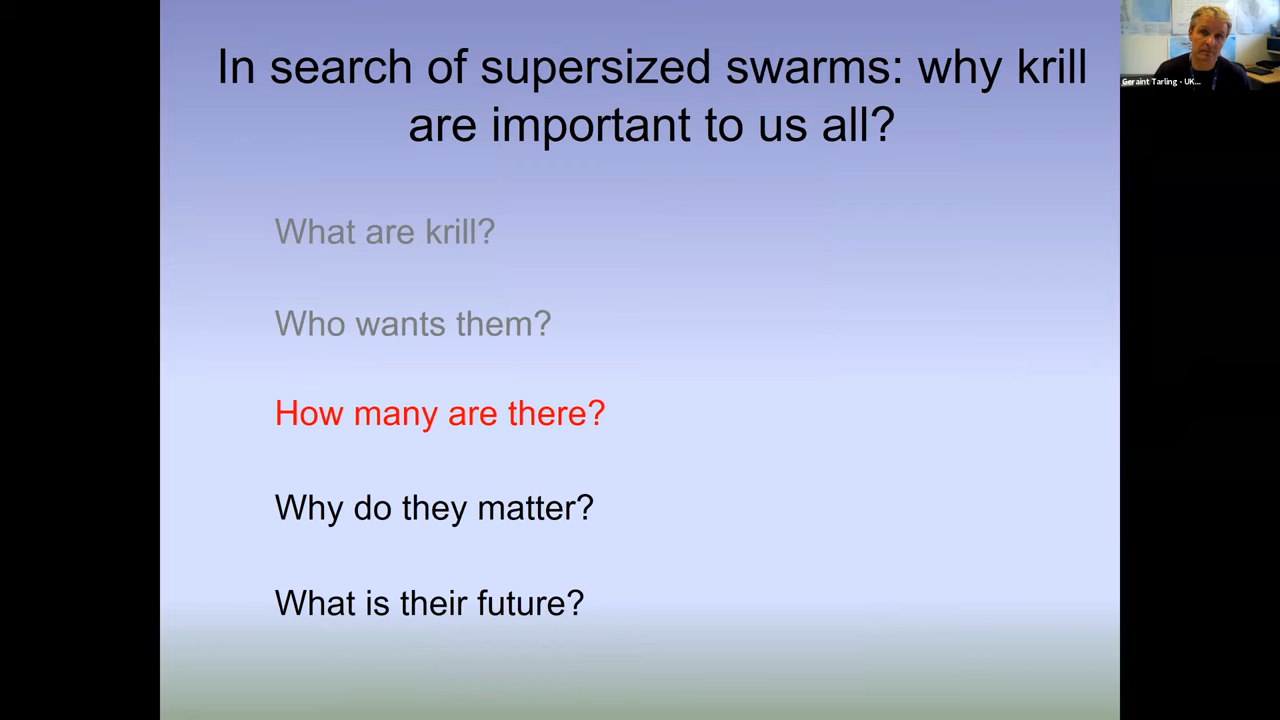 In search of supersized swarms: why krill
are important to us all?
Geraint Tarling - UK...
What are krill?
Who wants them?
How many are there?
Why do they matter?
What is their future?